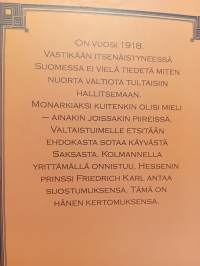 On vuosi 1918.
Vastikään itsenäistyneessä
Suomessa ei vielä tiedetä miten
nuorta valtiota tultaisiin
hallitsemaan.
Monarkiaksi kuitenkin olisi mieli
– ainakin joissakin piireissä.
Valtaistuimelle etsitään
ehdokasta sotaa käyvästä
Saksasta. Kolmannella
yrittämällä onnistuu, Hessenin
prinssi Friedrich Karl antaa
suostumuksensa. Tämä on
hänen kertomuksensa.